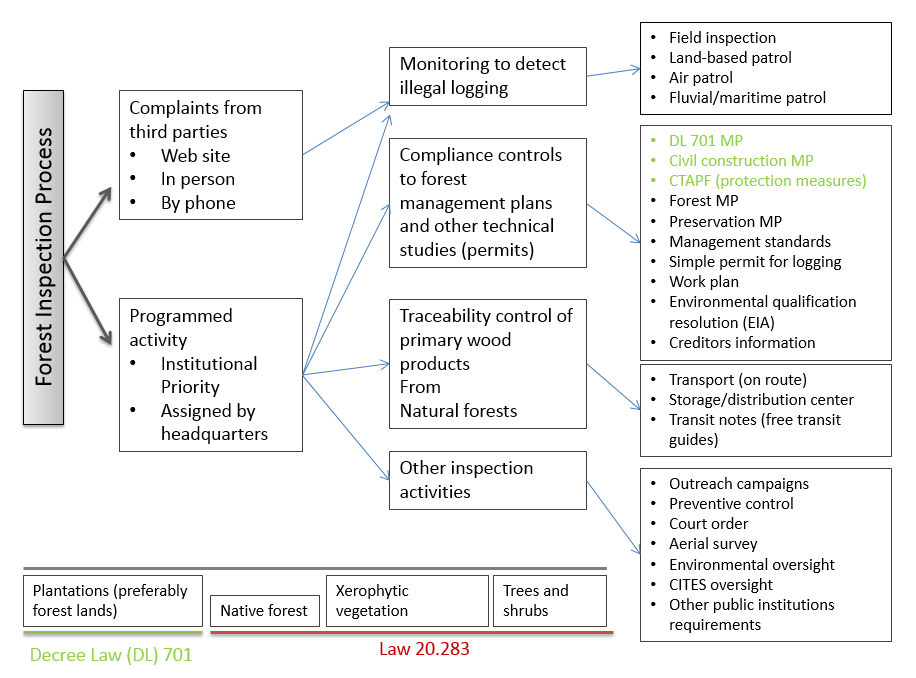 Forest Inspection Process
Complaints from
third parties
• Web site
• In person
• By phone
Programmed
activity
• Institutional
Priority
• Assigned by
headquarters
Monitoring to detect
illegal logging
Compliance controls
to forest
management plans
and other technical
studies (permits)
Traceability control of
primary wood
products
From
Natural forests
Other inspection
activities
• Field inspection
• Land-based patrol
• Air patrol
• Fluvial/maritime patrol
• DL 701 MP
• Civil construction MP
• CTAPF (protection measures)
• Forest MP
• Preservation MP
• Management standards
• Simple permit for logging
• Work plan
• Environmental qualification
resolution (EIA)
• Creditors information
• Transport (on route)
• Storage/distribution center
• Transit notes (free transit
guides)
• Outreach campaigns
• Preventive control
• Court order
• Aerial survey
• Environmental oversight
• CITES oversight
• Other public institutions
requirements
Plantations (preferably
forest lands)
Native forest
Xerophytic
vegetation
Trees and
shrubs
Decree Law (DL) 701
Law 20.283